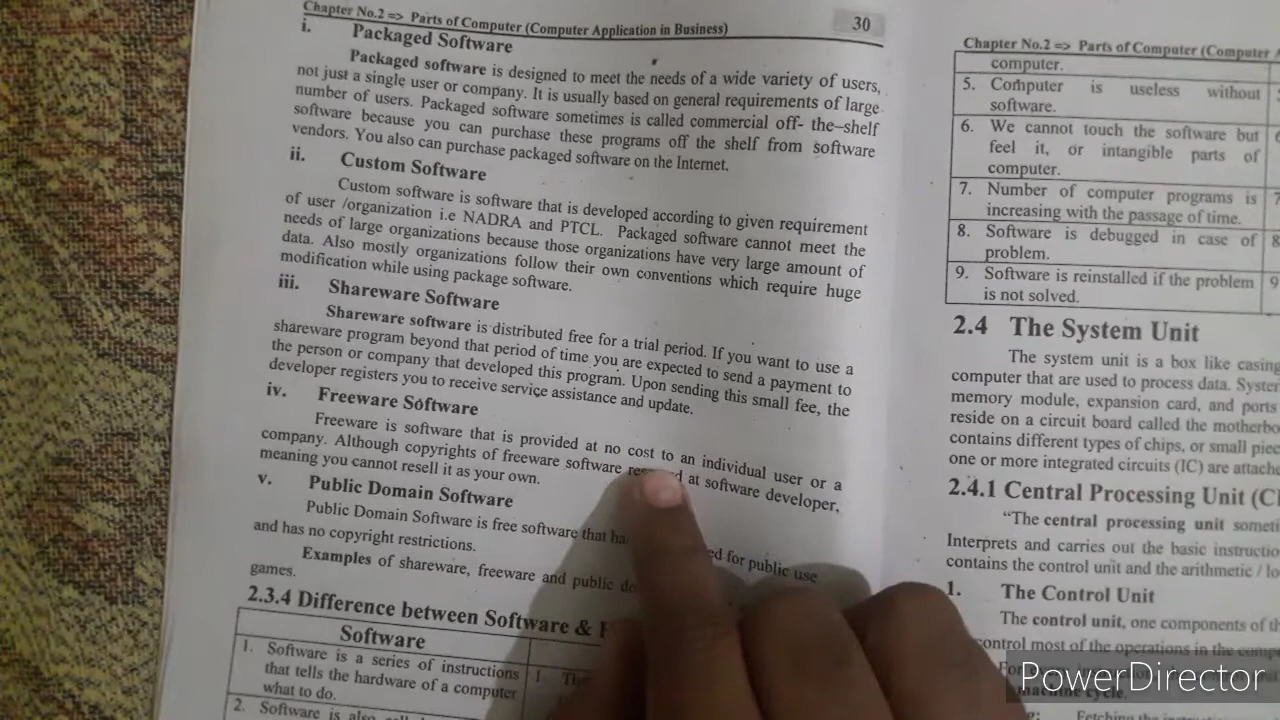 Chapter No.2 => Parts of Computer (Computer Application in Business)
30
i. Packaged Software
Packaged software is designed to meet the needs of a wide variety of users,
not just a single user or company. It is usually based on general requirements of large
number of users. Packaged software sometimes is called commercial off- the–shelf
software because you can purchase these programs off the shelf from software
vendors. You also can purchase packaged software on the Internet.
ii. Custom Software
Custom software is software that is developed according to given requirement
of user /organization i.e NADRA and PTCL. Packaged software cannot meet the
needs of large organizations because those organizations have very large amount of
data. Also mostly organizations follow their own conventions which require huge
modification while using package software.
iii. Shareware Software
Shareware software is distributed free for a trial period. If you want to use a
shareware program beyond that period of time you are expected to send a payment to
the person or company that developed this program. Upon sending this small fee, the
developer registers you to receive service assistance and update.
iv. Freeware Software
Freeware is software that is provided at no cost to an individual user or a
company. Although copyrights of freeware software at software developer,
meaning you cannot resell it as your own.
v. Public Domain Software
Public Domain Software is free software that for public use
and has no copyright restrictions.
Examples of shareware, freeware and public
games.
2.3.4 Difference between Software &
Software
1. Software is a series of instructions
that tells the hardware of a computer
what to do.
1
2. Software is
Chapter No.2 => Parts of Computer (Computer
computer.
5. Computer is useless without
software.
6. We cannot touch the software but
feel it, or intangible parts of
computer.
7. Number of computer programs is
increasing with the passage of time.
8. Software is debugged in case of
problem.
8
9. Software is reinstalled if the problem
is not solved.
9
2.4 The System Unit
The system unit is a box like casing
computer that are used to process data.
memory module, expansion card, and ports
reside on a circuit board called the
contains different types of chips, or small
one or more integrated circuits (IC) are
2.4.1 Central Processing Unit
"The central processing unit
Interprets and carries out the basic
contains the control unit and the arithmetic /
1. The Control Unit
The control unit, one components of
control most of the operations in the
machine cycle.
Fetching the
PowerDirector